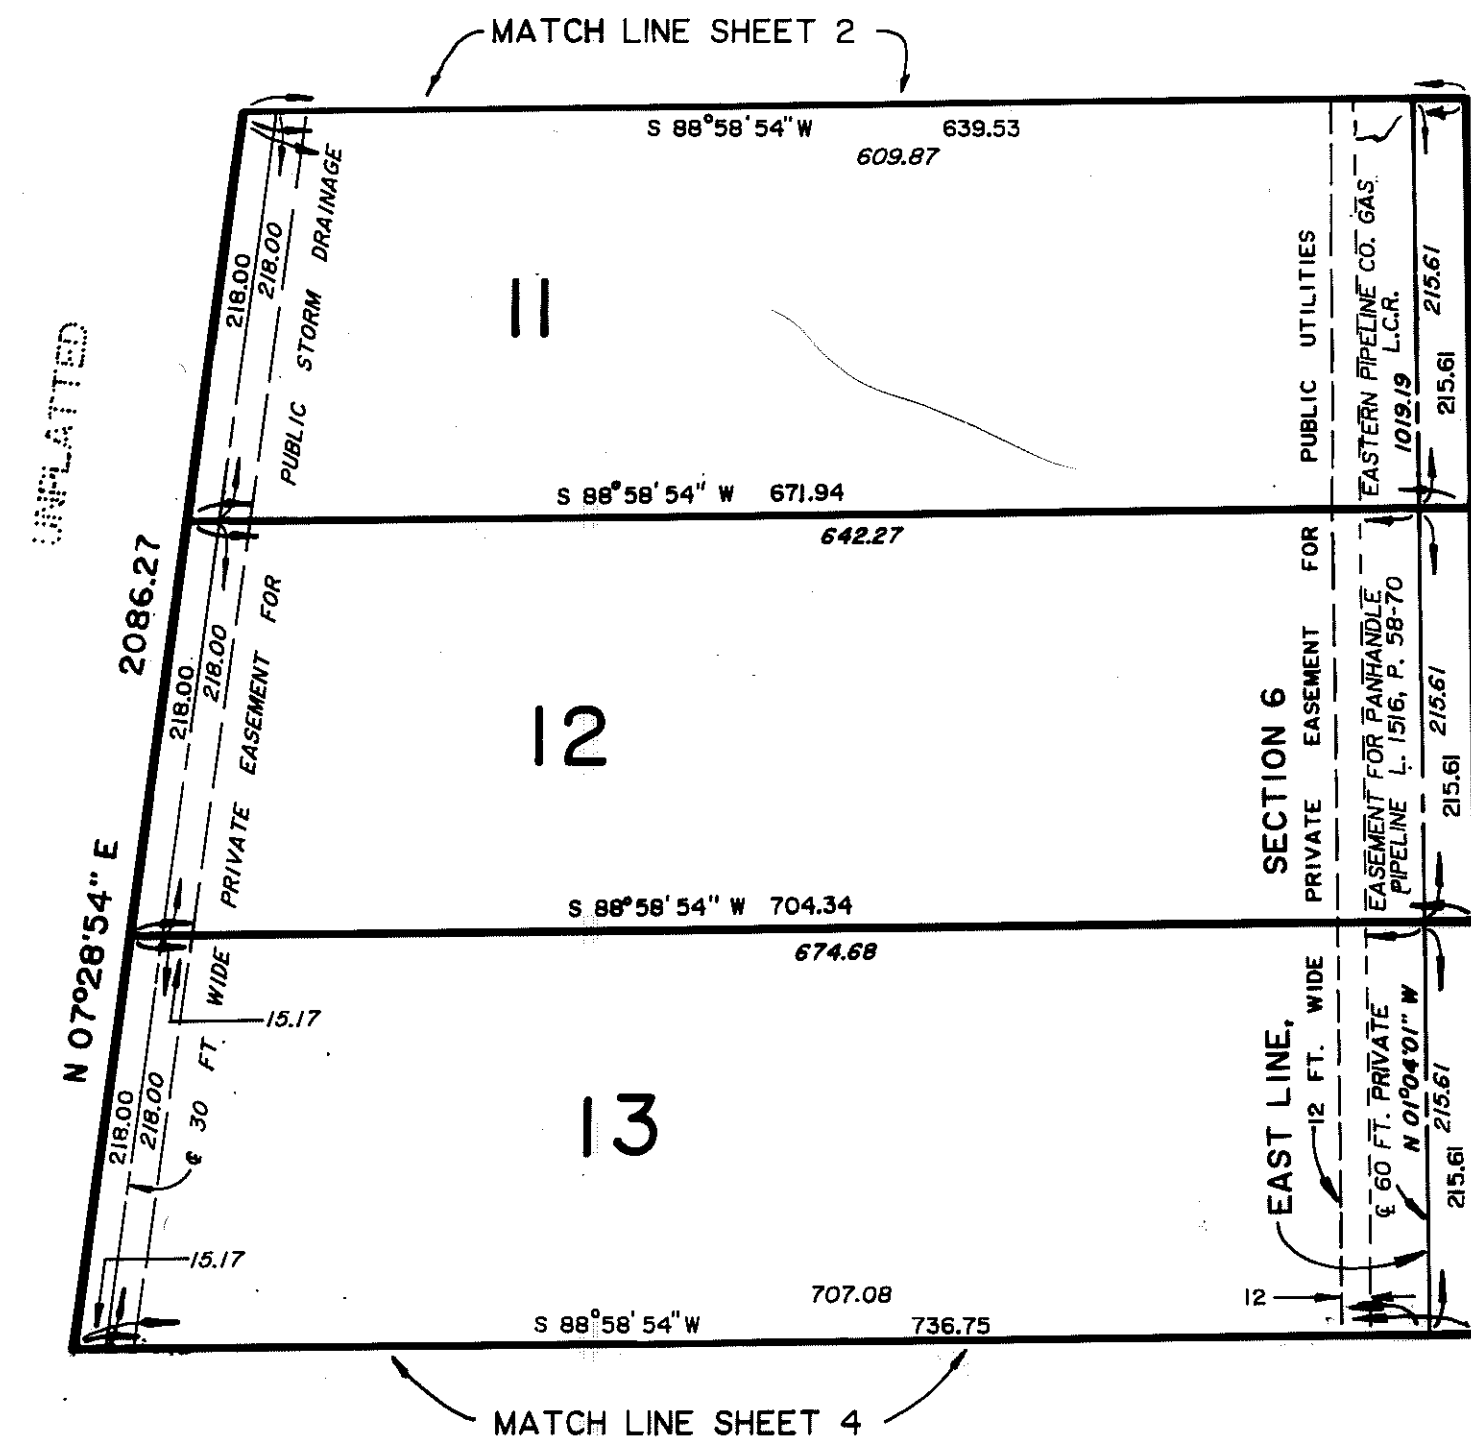 MATCH LINE SHEET 2
S 88°58'54" W 639.53
609.87
218.00
218.00
PUBLIC STORM DRAINAGE
11
PUBLIC UTILITIES
EASTERN PIPELINE CO. GAS
1019.19 L.C.R.
215.61
215.61
UNPLATTED
S 88°58'54" W 671.94
642.27
2086.27
218.00
218.00
PRIVATE EASEMENT FOR
12
SECTION 6
PRIVATE EASEMENT FOR
EASEMENT FOR PANHANDLE
PIPELINE L. 1516, P. 58-70
215.61
215.61
N 07°28'54" E
S 88°58'54" W 704.34
674.68
15.17
218.00
218.00
℄ 30 FT. WIDE
13
EAST LINE,
12 FT. WIDE
℄ 60 FT. PRIVATE
N 01°04'01" W
215.61
215.61
15.17
12
707.08
S 88°58'54" W 736.75
MATCH LINE SHEET 4